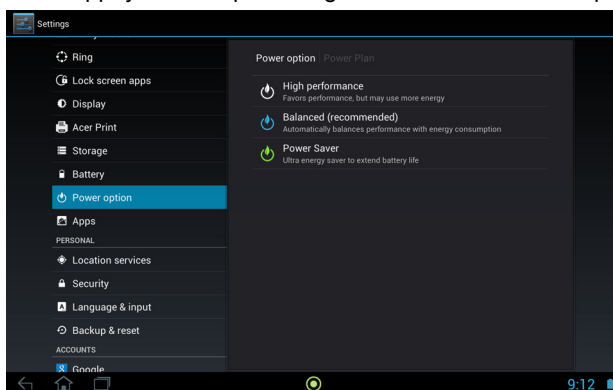 Settings
Ring
Lock screen apps
Display
Acer Print
Storage
Battery
Power option
Apps
PERSONAL
Location services
Security
Language & input
Backup & reset
ACCOUNTS
Google
Power option Power Plan
High performance
Favors performance, but may use more energy
Balanced (recommended)
Automatically balances performance with energy consumption
Power Saver
Ultra energy saver to extend battery life
9:12